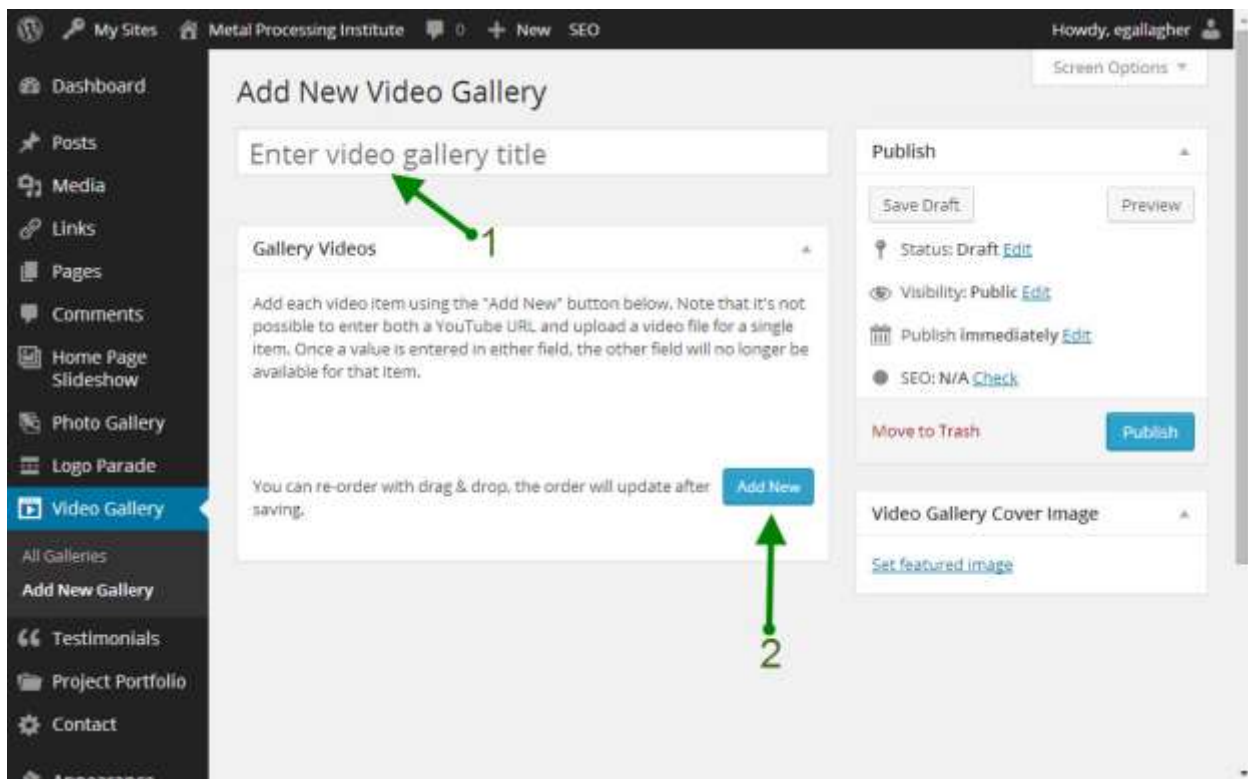 My Sites Metal Processing Institute 0 + New SEO Howdy, egallagher
Screen Options
Dashboard
Posts
Media
Links
Pages
Comments
Home Page
Slideshow
Photo Gallery
Logo Parade
Video Gallery
All Galleries
Add New Gallery
Testimonials
Project Portfolio
Contact
Appearance
Add New Video Gallery
Enter video gallery title
1
Gallery Videos
Add each video item using the "Add New" button below. Note that it's not
possible to enter both a YouTube URL and upload a video file for a single
item. Once a value is entered in either field, the other field will no longer be
available for that item.
You can re-order with drag & drop, the order will update after
saving.
Add New
2
Publish
Save Draft Preview
Status: Draft Edit
Visibility: Public Edit
Publish immediately Edit
SEO: N/A Check
Move to Trash Publish
Video Gallery Cover Image
Set featured image